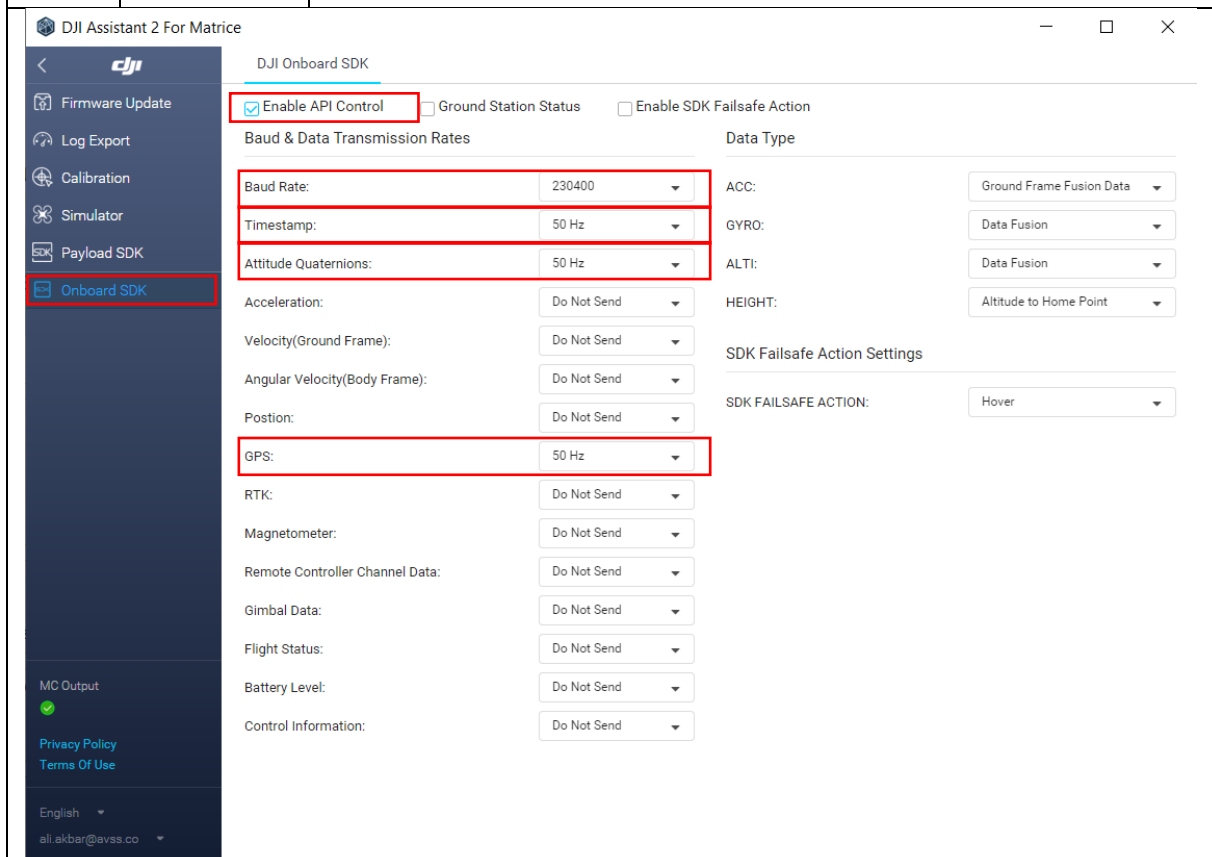 DJI Assistant 2 For Matrice
dji
Firmware Update
Log Export
Calibration
Simulator
SDK Payload SDK
Onboard SDK
MC Output
Privacy Policy
Terms Of Use
English
ali.akbar@avss.co
DJI Onboard SDK
Enable API Control Ground Station Status Enable SDK Failsafe Action
Baud & Data Transmission Rates
Baud Rate: 230400
Timestamp: 50 Hz
Attitude Quaternions: 50 Hz
Acceleration: Do Not Send
Velocity(Ground Frame): Do Not Send
Angular Velocity(Body Frame): Do Not Send
Postion: Do Not Send
GPS: 50 Hz
RTK: Do Not Send
Magnetometer: Do Not Send
Remote Controller Channel Data: Do Not Send
Gimbal Data: Do Not Send
Flight Status: Do Not Send
Battery Level: Do Not Send
Control Information: Do Not Send
Data Type
ACC: Ground Frame Fusion Data
GYRO: Data Fusion
ALTI: Data Fusion
HEIGHT: Altitude to Home Point
SDK Failsafe Action Settings
SDK FAILSAFE ACTION: Hover